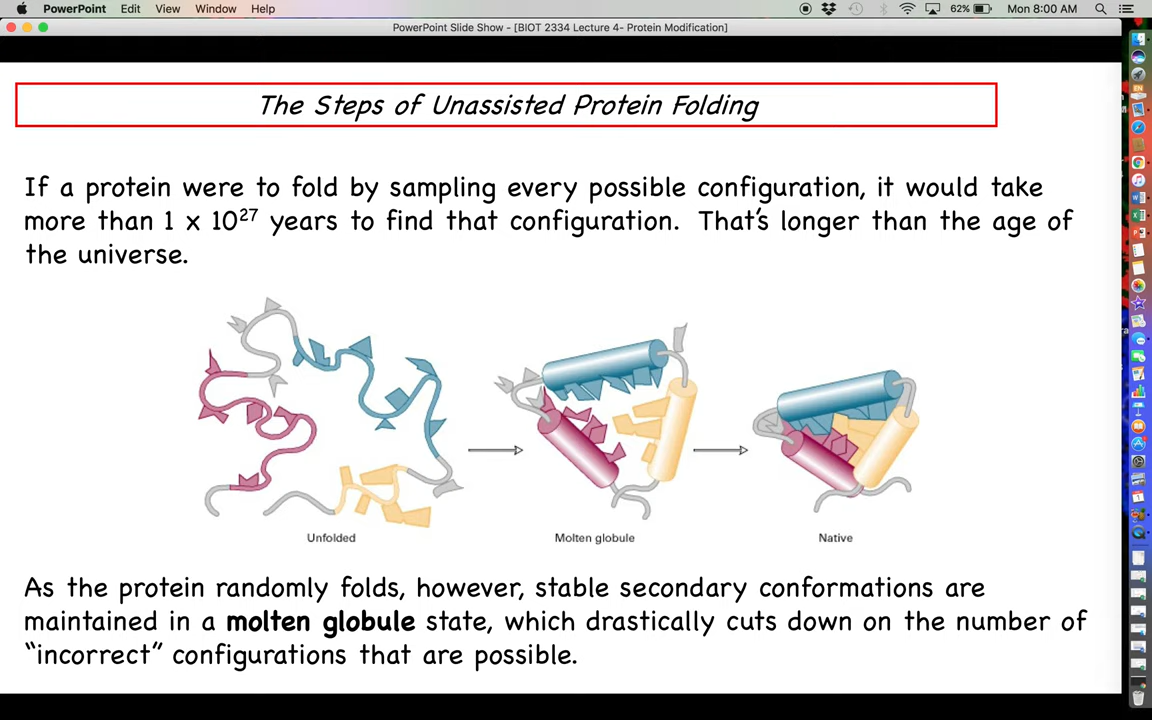 PowerPoint Edit View Window Help 62% Mon 8:00 AM
PowerPoint Slide Show - [BIOT 2334 Lecture 4- Protein Modification]
The Steps of Unassisted Protein Folding
If a protein were to fold by sampling every possible configuration, it would take
more than 1 x 10²⁷ years to find that configuration. That's longer than the age of
the universe.
Unfolded Molten globule Native
As the protein randomly folds, however, stable secondary conformations are
maintained in a molten globule state, which drastically cuts down on the number of
"incorrect" configurations that are possible.